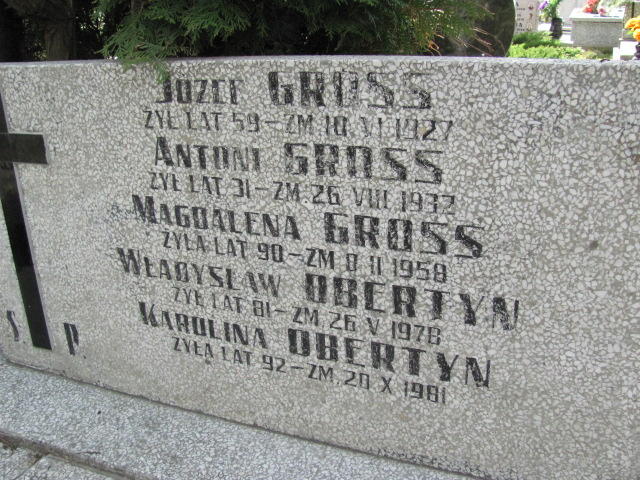 JÓZEF GROSS
ŻYŁ LAT 59 - ZM 10 VI 1927
ANTONI GROSS
ŻYŁ LAT 31 - ZM. 26 VIII 1932
MAGDALENA GROSS
ŻYŁA LAT 90 - ZM 8 II 1958
WŁADYSŁAW OBERTYN
ŻYŁ LAT 81 - ZM 26 V 1978
KAROLINA OBERTYN
ŻYŁA LAT 92 - ZM. 20 X 1981
Ś. P.